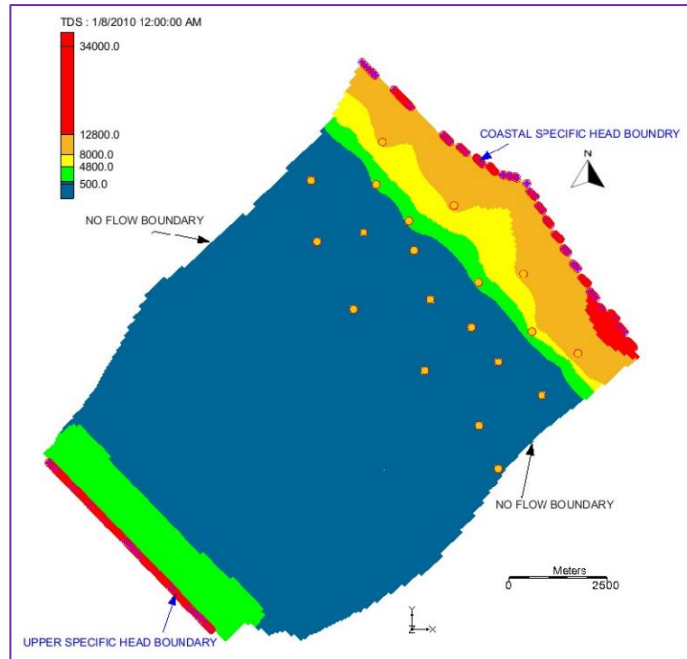 TDS : 1/8/2010 12:00:00 AM
34000.0
12800.0
8000.0
4800.0
500.0
COASTAL SPECIFIC HEAD BOUNDRY
N
NO FLOW BOUNDARY
NO FLOW BOUNDARY
Meters
0 2500
Y
Z X
UPPER SPECIFIC HEAD BOUNDARY